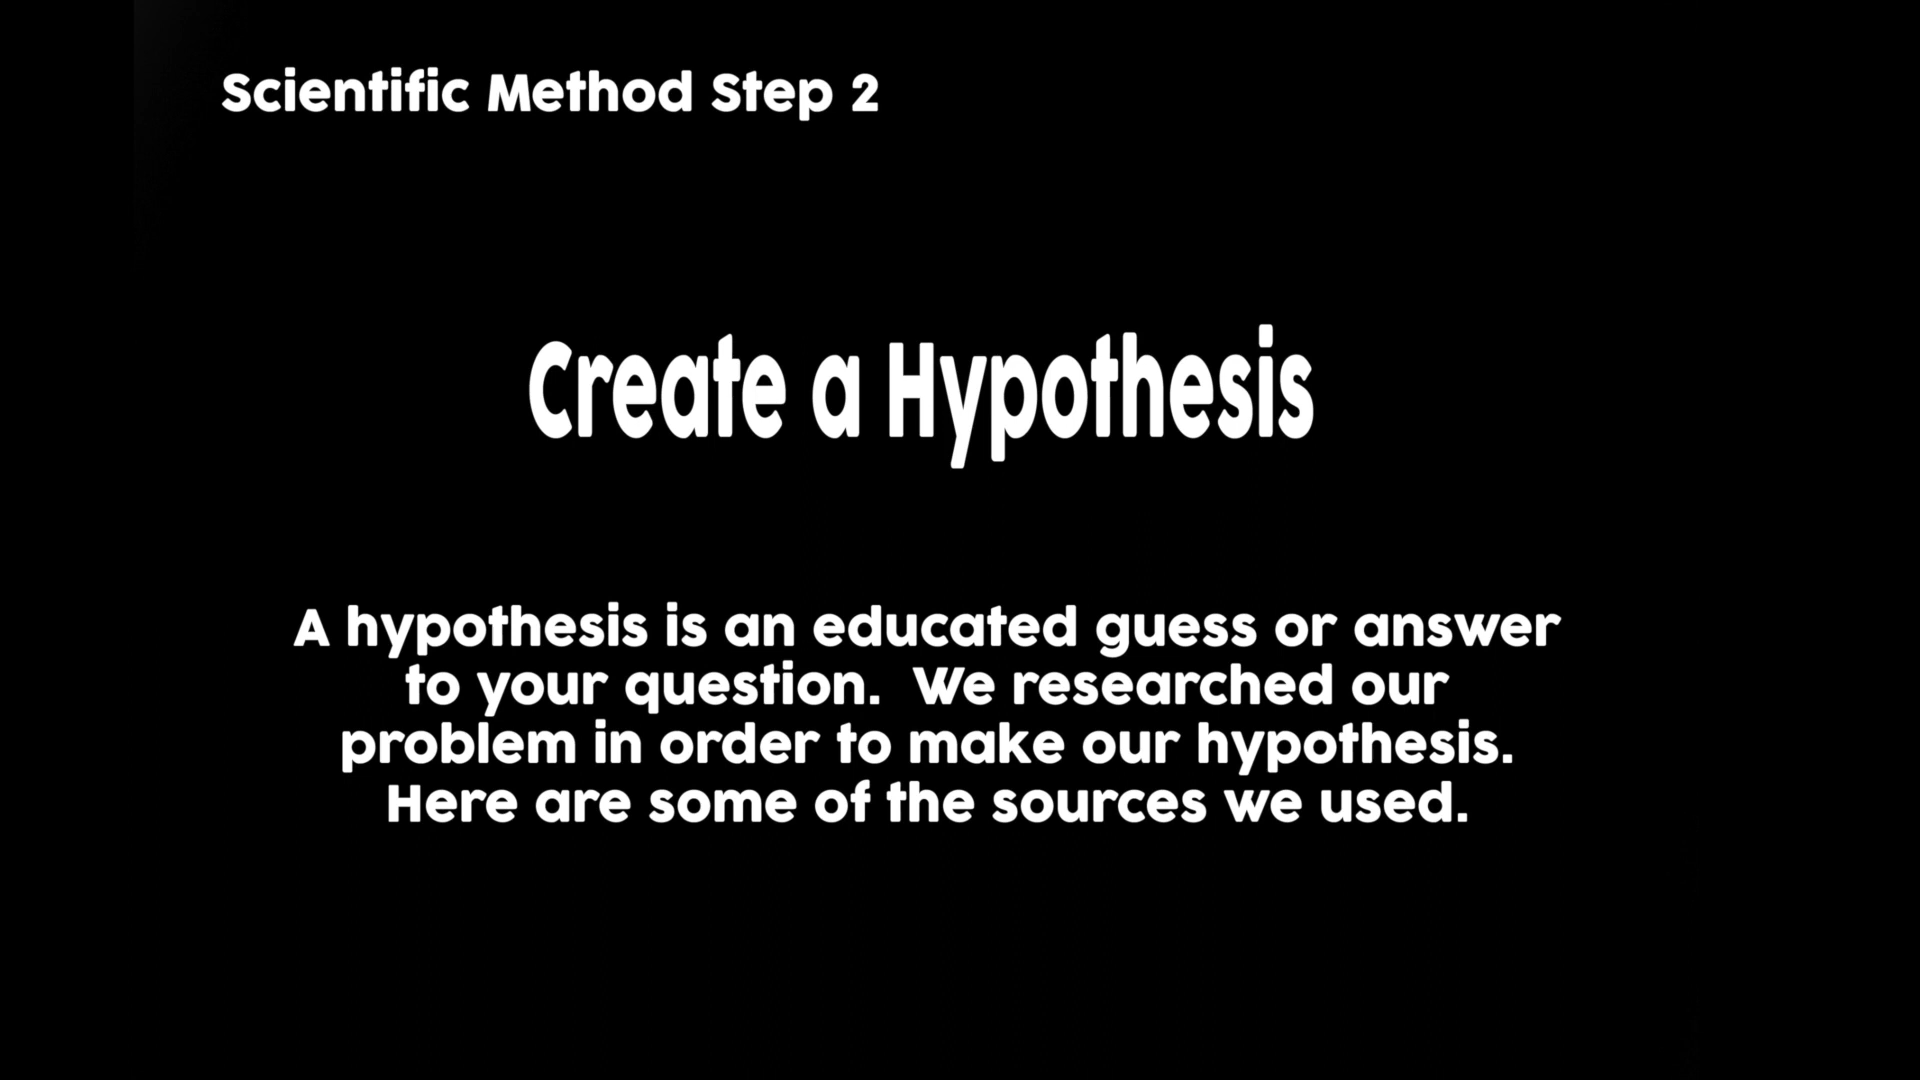 Scientific Method Step 2
Create a Hypothesis
A hypothesis is an educated guess or answer
to your question.  We researched our
problem in order to make our hypothesis.
Here are some of the sources we used.